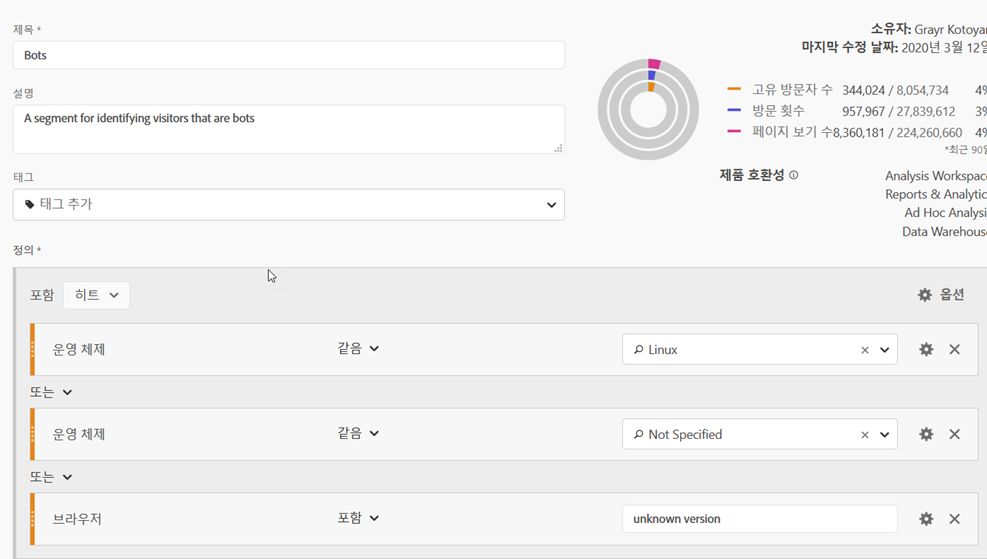 제목 *
Bots
설명
A segment for identifying visitors that are bots
태그
태그 추가
소유자: Grayr Kotoyan
마지막 수정 날짜: 2020년 3월 12일
고유 방문자 수 344,024 / 8,054,734 4%
방문 횟수 957,967 / 27,839,612 3%
페이지 보기 수8,360,181 / 224,260,660 4%
*최근 90일
제품 호환성
Analysis Workspace
Reports & Analytic
Ad Hoc Analysi
Data Warehouse
정의 *
포함 히트 옵션
운영 체제 같음 Linux
또는
운영 체제 같음 Not Specified
또는
브라우저 포함 unknown version